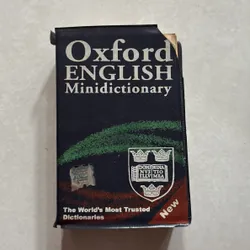 Oxford
ENGLISH
Minidictionary
The World's Most Trusted
Dictionaries
New